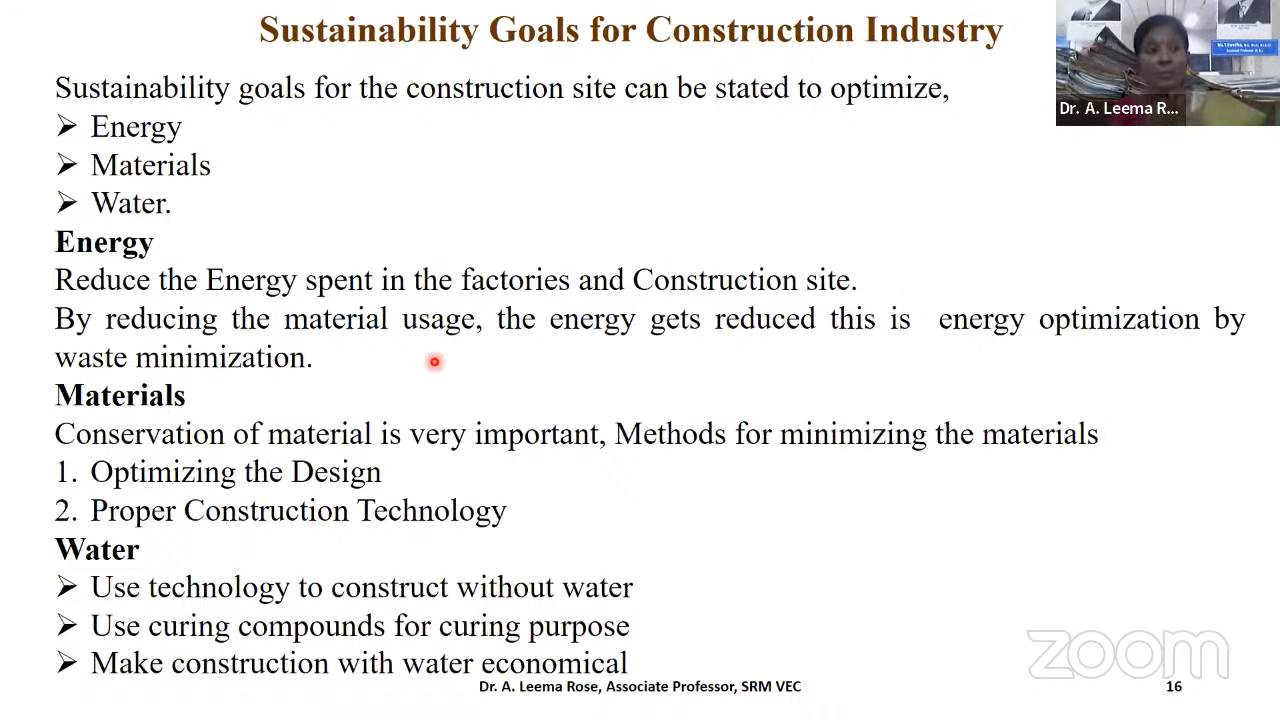 Sustainability Goals for Construction Industry
Sustainability goals for the construction site can be stated to optimize,
➢ Energy
➢ Materials
➢ Water.
Energy
Reduce the Energy spent in the factories and Construction site.
By reducing the material usage, the energy gets reduced this is energy optimization by
waste minimization.
Materials
Conservation of material is very important, Methods for minimizing the materials
1. Optimizing the Design
2. Proper Construction Technology
Water
➢ Use technology to construct without water
➢ Use curing compounds for curing purpose
➢ Make construction with water economical
Dr. A. Leema Rose, Associate Professor, SRM VEC
16
Dr. A. Leema R...
zoom